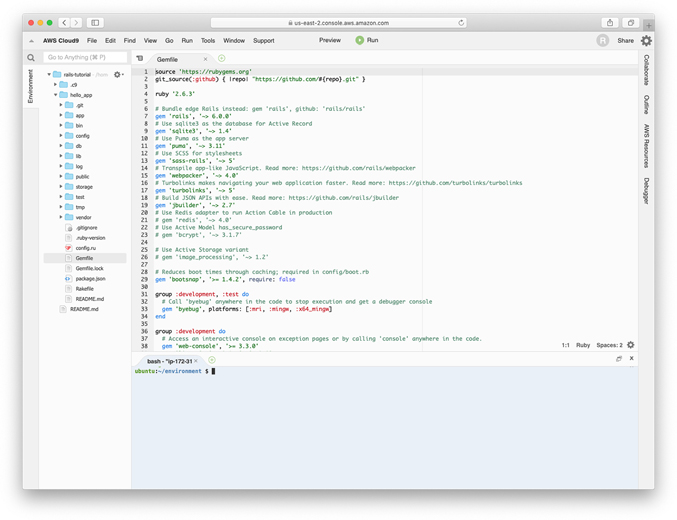 us-east-2.console.aws.amazon.com
AWS Cloud9 File Edit Find View Go Run Tools Window Support Preview Run R Share
Go to Anything (⌘ P)
Gemfile
Environment
rails-tutorial
.c9
hello_app
.git
app
bin
config
db
lib
log
public
storage
test
tmp
vendor
.gitignore
.ruby-version
config.ru
Gemfile
Gemfile.lock
package.json
Rakefile
README.md
README.md
1 source 'https://rubygems.org'
2 git_source(:github) { |repo| "https://github.com/#{repo}.git" }
3
4 ruby '2.6.3'
5
6 # Bundle edge Rails instead: gem 'rails', github: 'rails/rails'
7 gem 'rails', '~> 6.0.0'
8 # Use sqlite3 as the database for Active Record
9 gem 'sqlite3', '~> 1.4'
10 # Use Puma as the app server
11 gem 'puma', '~> 3.11'
12 # Use SCSS for stylesheets
13 gem 'sass-rails', '~> 5'
14 # Transpile app-like JavaScript. Read more: https://github.com/rails/webpacker
15 gem 'webpacker', '~> 4.0'
16 # Turbolinks makes navigating your web application faster. Read more: https://github.com/turbolinks/turbolinks
17 gem 'turbolinks', '~> 5'
18 # Build JSON APIs with ease. Read more: https://github.com/rails/jbuilder
19 gem 'jbuilder', '~> 2.7'
20 # Use Redis adapter to run Action Cable in production
21 # gem 'redis', '~> 4.0'
22 # Use Active Model has_secure_password
23 # gem 'bcrypt', '~> 3.1.7'
24
25 # Use Active Storage variant
26 # gem 'image_processing', '~> 1.2'
27
28 # Reduces boot times through caching; required in config/boot.rb
29 gem 'bootsnap', '>= 1.4.2', require: false
30
31 group :development, :test do
32 # Call 'byebug' anywhere in the code to stop execution and get a debugger console
33 gem 'byebug', platforms: [:mri, :mingw, :x64_mingw]
34 end
35
36 group :development do
37 # Access an interactive console on exception pages or by calling 'console' anywhere in the code.
38 gem 'web-console', '>= 3.3.0'
1:1 Ruby Spaces: 2
Collaborate
Outline
AWS Resources
Debugger
bash - "ip-172-31
ubuntu:~/environment $